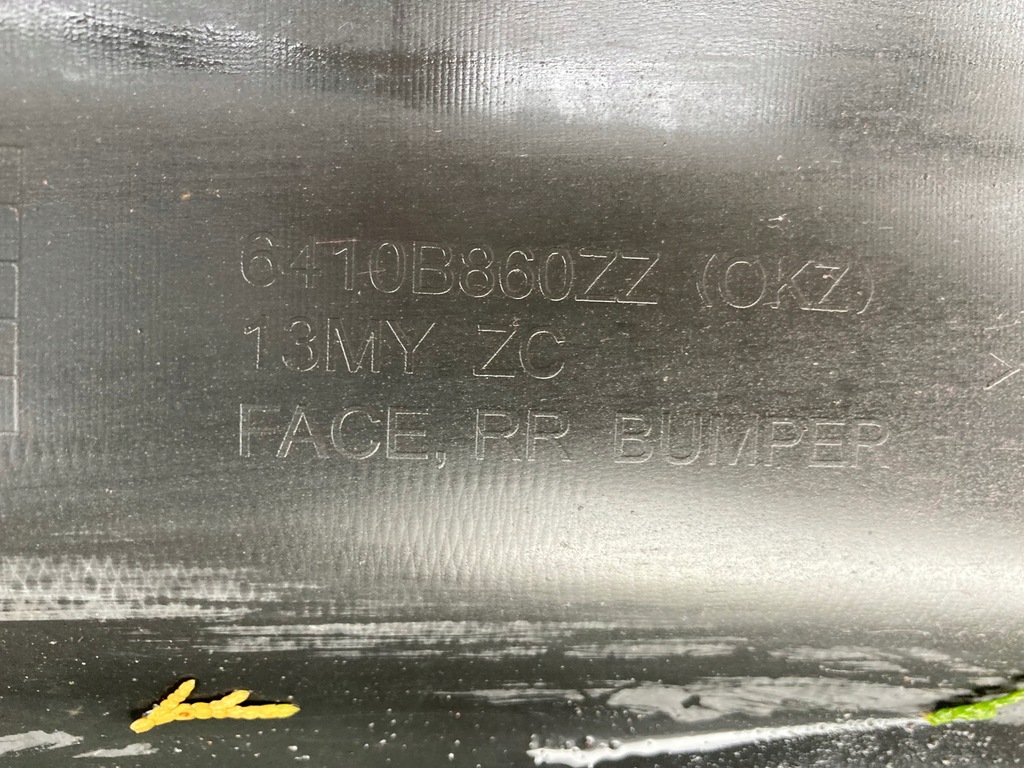 6410B860ZZ (OKZ)
13MY ZC
FACE, RR BUMPER